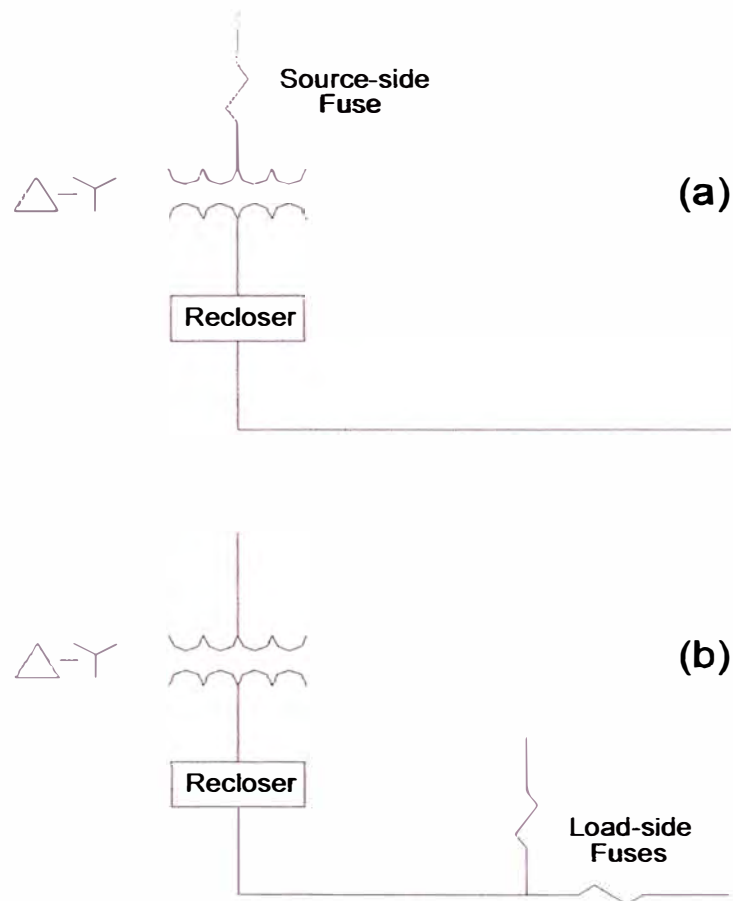 Source-side
Fuse
(a)
Recloser
(b)
Recloser
Load-side
Fuses